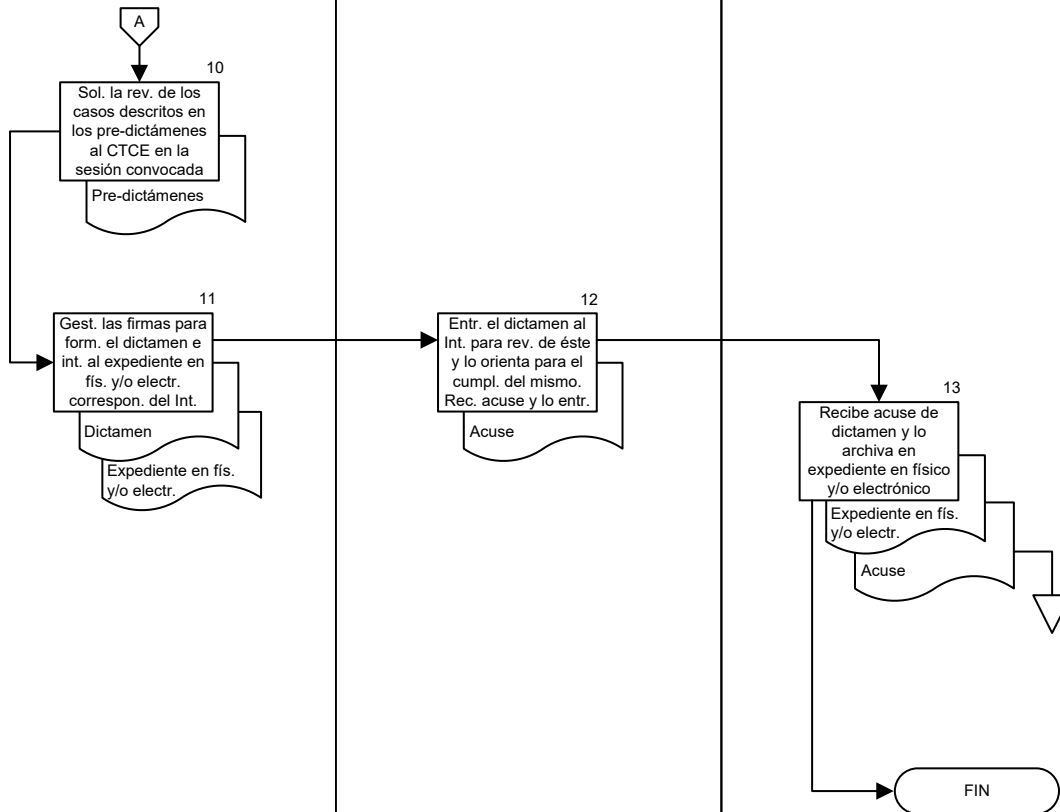 A
10
Sol. la rev. de los
casos descritos en
los pre-dictámenes
al CTCE en la
sesión convocada
Pre-dictámenes
11
Gest. las firmas para
form. el dictamen e
int. al expediente en
fís. y/o electr.
correspon. del Int.
Dictamen
Expediente en fís.
y/o electr.
12
Entr. el dictamen al
Int. para rev. de éste
y lo orienta para el
cumpl. del mismo.
Rec. acuse y lo entr.
Acuse
13
Recibe acuse de
dictamen y lo
archiva en
expediente en físico
y/o electrónico
Expediente en fís.
y/o electr.
Acuse
FIN